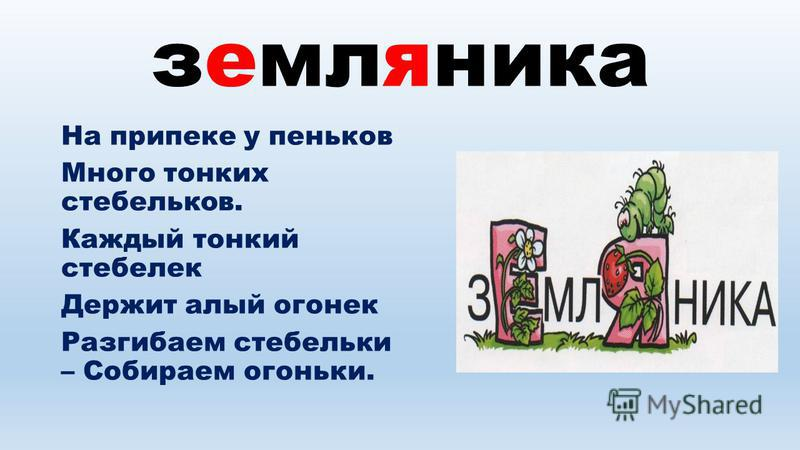 земляника
На припеке у пеньков
Много тонких
стебельков.
Каждый тонкий
стебелек
Держит алый огонек
Разгибаем стебельки
– Собираем огоньки.
ЗЕМЛЯНИКА
MyShared